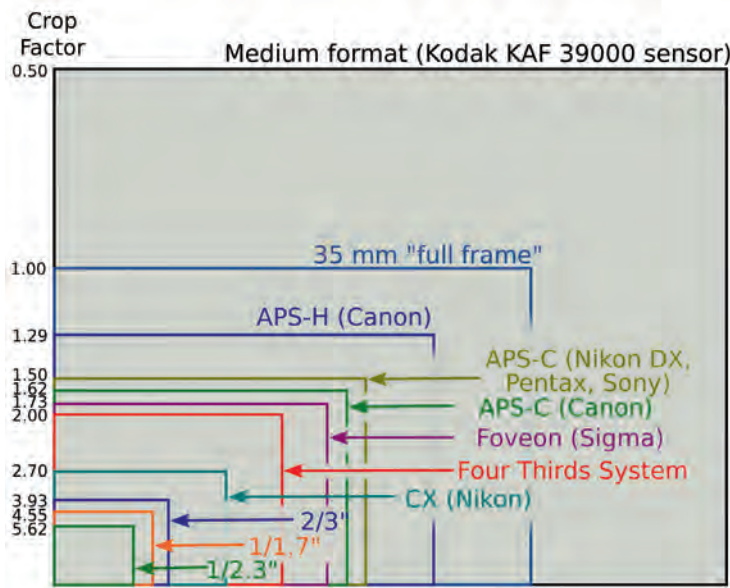 Crop
Factor
Medium format (Kodak KAF 39000 sensor)
0.50
35 mm "full frame"
1.00
APS-H (Canon)
1.29
APS-C (Nikon DX,
Pentax, Sony)
1.50
1.62
APS-C (Canon)
1.73
2.00
Foveon (Sigma)
Four Thirds System
2.70
CX (Nikon)
3.93
2/3"
4.55
5.62
1/1.7"
1/2.3"